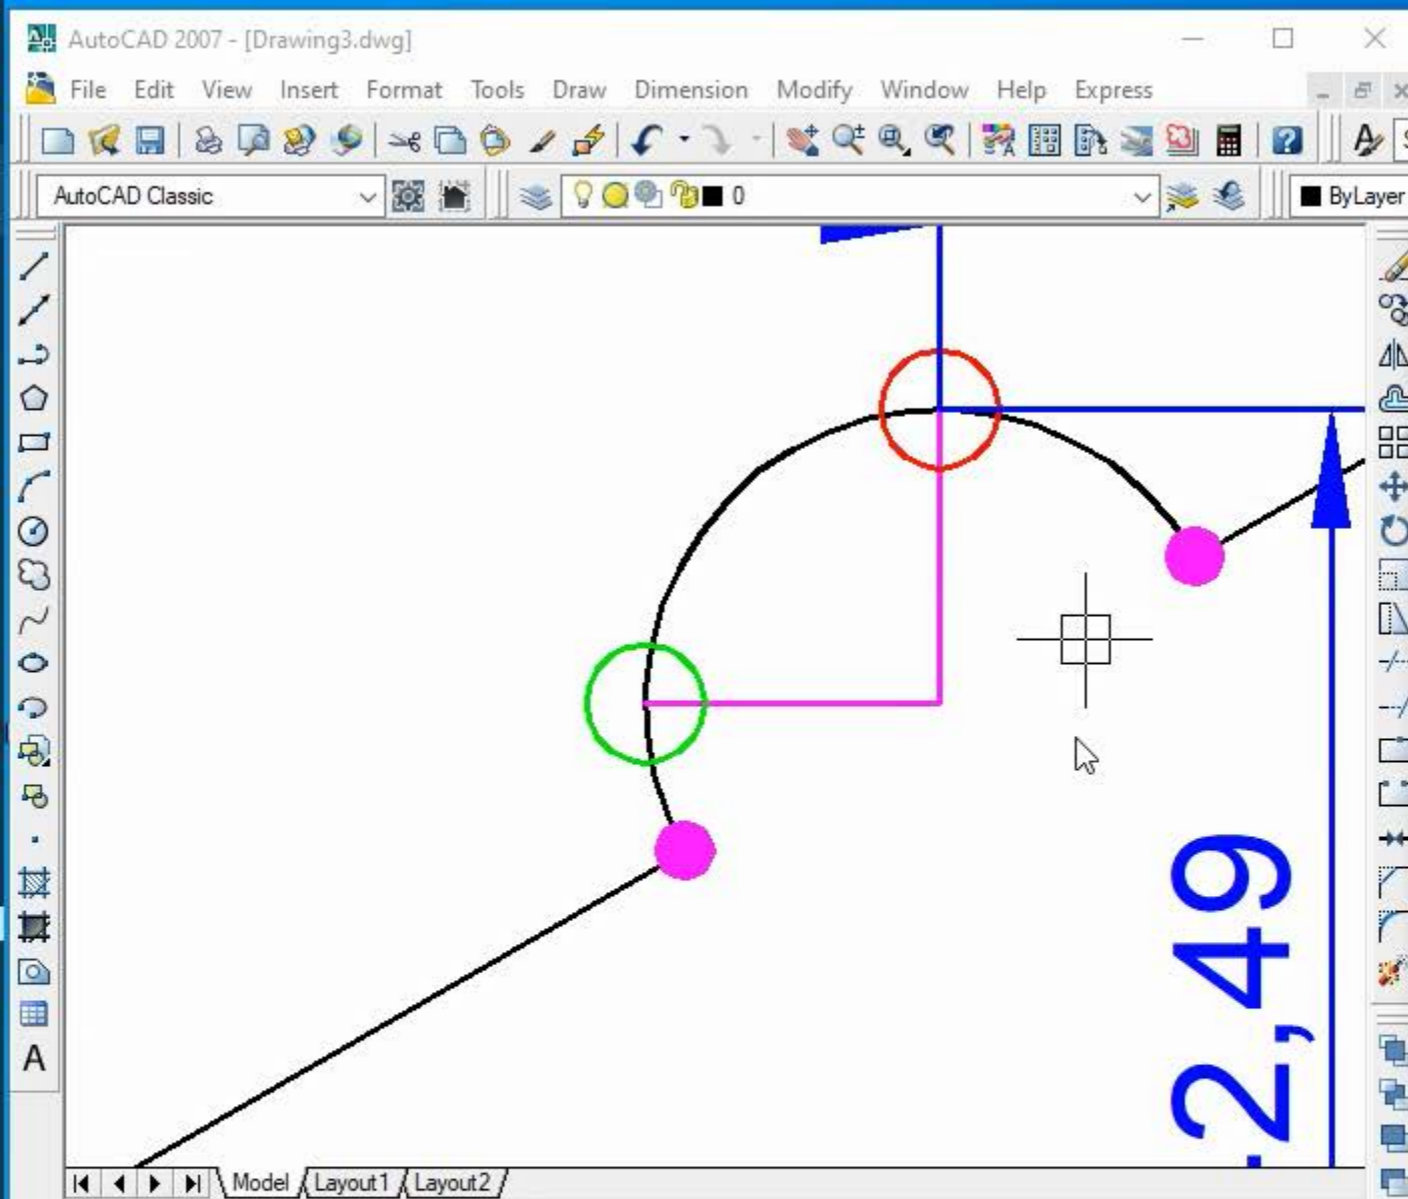 AutoCAD 2007 - [Drawing3.dwg]
File Edit View Insert Format Tools Draw Dimension Modify Window Help Express
AutoCAD Classic 0 ByLayer
2,49
A
Model Layout1 Layout2